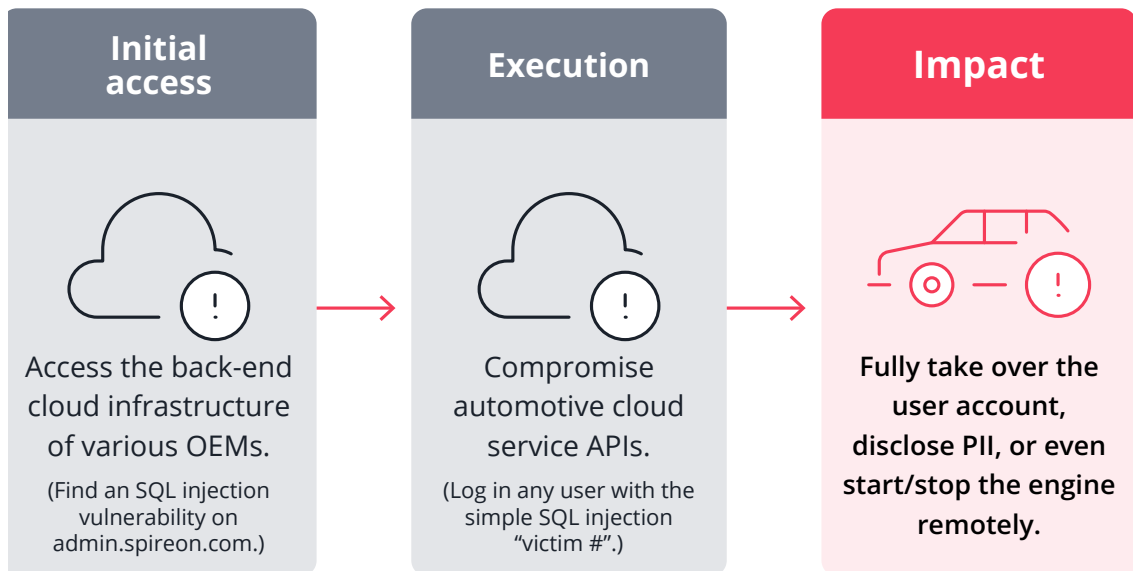 Initial
access
Access the back-end
cloud infrastructure
of various OEMs.
(Find an SQL injection
vulnerability on
admin.spireon.com.)
Execution
Compromise
automotive cloud
service APIs.
(Log in any user with the
simple SQL injection
“victim #”.)
Impact
Fully take over the
user account,
disclose PII, or even
start/stop the engine
remotely.